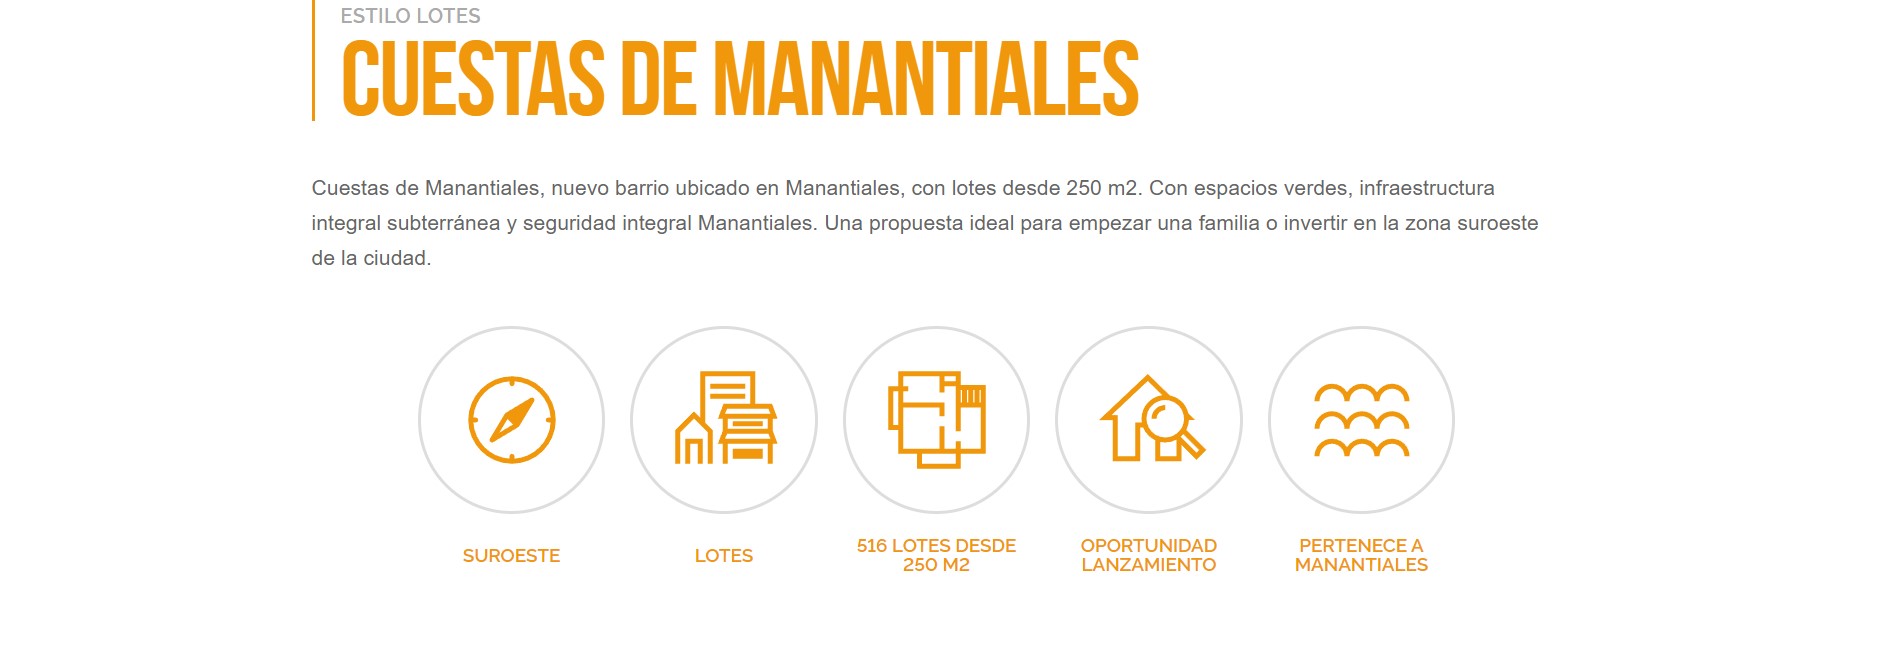 ESTILO LOTES
CUESTAS DE MANANTIALES
Cuestas de Manantiales, nuevo barrio ubicado en Manantiales, con lotes desde 250 m2. Con espacios verdes, infraestructura
integral subterránea y seguridad integral Manantiales. Una propuesta ideal para empezar una familia o invertir en la zona suroeste
de la ciudad.
SUROESTE
LOTES
516 LOTES DESDE
250 M2
OPORTUNIDAD
LANZAMIENTO
PERTENECE A
MANANTIALES